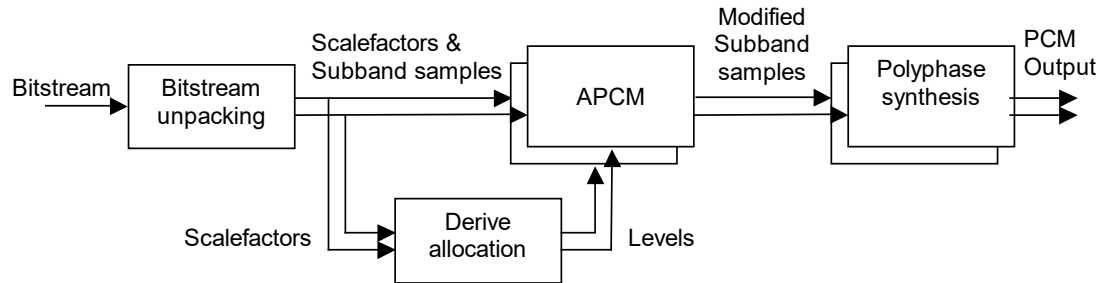 Bitstream
Bitstream
unpacking
Scalefactors &
Subband samples
APCM
Modified
Subband
samples
Polyphase
synthesis
PCM
Output
Scalefactors
Derive
allocation
Levels